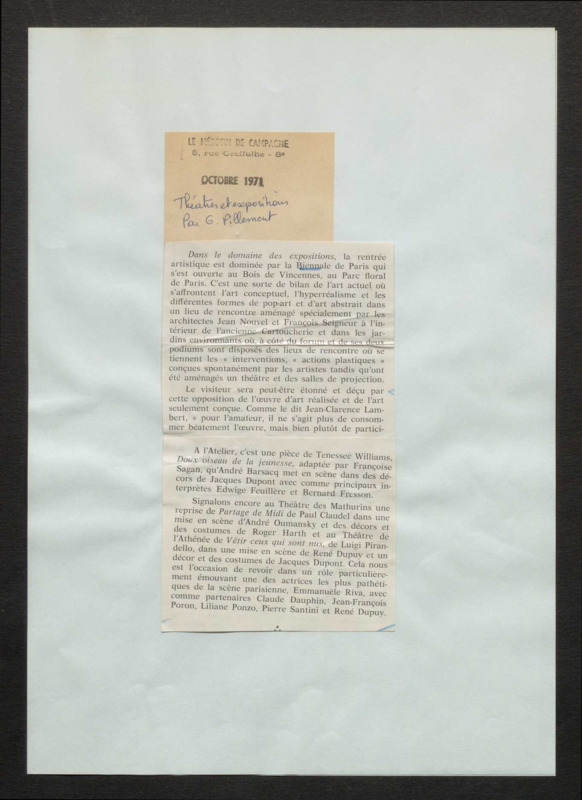 LE MÉDECIN DE CAMPAGNE
6, rue Greffulhe - 8e
OCTOBRE 1971
Théâtres et expositions
Par G. Pillement
Dans le domaine des expositions, la rentrée
artistique est dominée par la Biennale de Paris qui
s'est ouverte au Bois de Vincennes, au Parc floral
de Paris. C'est une sorte de bilan de l'art actuel où
s'affrontent l'art conceptuel, l'hyperréalisme et les
différentes formes de pop-art et d'art abstrait dans
un lieu de rencontre aménagé spécialement par les
architectes Jean Nouvel et François Seigneur à l'in-
térieur de l'ancienne Cartoucherie et dans les jar-
dins environnants où, à côté du forum et de ses deux
podiums sont disposés des lieux de rencontre où se
tiennent les « interventions, « actions plastiques »
conçues spontanément par les artistes tandis qu'ont
été aménagés un théâtre et des salles de projection.
Le visiteur sera peut-être étonné et déçu par
cette opposition de l'œuvre d'art réalisée et de l'art
seulement conçue. Comme le dit Jean-Clarence Lam-
bert, « pour l'amateur, il ne s'agit plus de consom-
mer béatement l'œuvre, mais bien plutôt de partici-
A l'Atelier, c'est une pièce de Tenessee Williams,
Doux oiseau de la jeunesse, adaptée par Françoise
Sagan, qu'André Barsacq met en scène dans des dé-
cors de Jacques Dupont avec comme principaux in-
terprètes Edwige Feuillère et Bernard Fresson.
Signalons encore au Théâtre des Mathurins une
reprise de Partage de Midi de Paul Claudel dans une
mise en scène d'André Oumansky et des décors et
des costumes de Roger Harth et au Théâtre de
l'Athénée de Vêtir ceux qui sont nus, de Luigi Piran-
dello, dans une mise en scène de René Dupuy et un
décor et des costumes de Jacques Dupont. Cela nous
est l'occasion de revoir dans un rôle particulière-
ment émouvant une des actrices les plus pathéti-
ques de la scène parisienne, Emmanuèle Riva, avec
comme partenaires Claude Dauphin, Jean-François
Poron, Liliane Ponzo, Pierre Santini et René Dupuy.